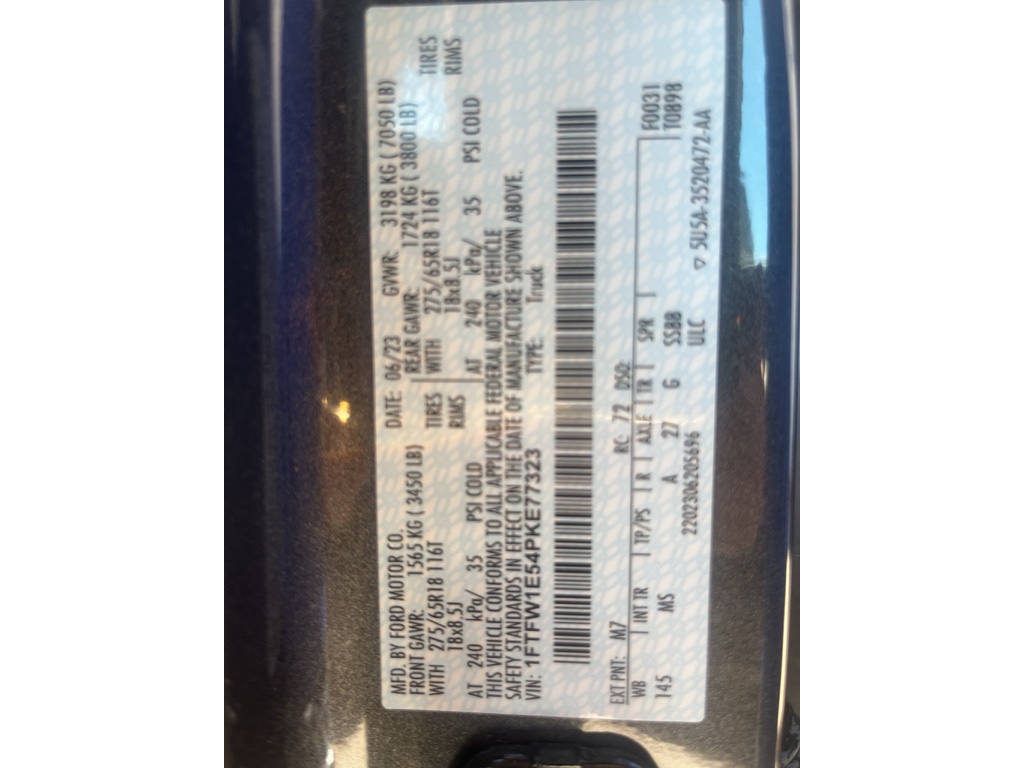 MFD. BY FORD MOTOR CO. DATE: 06/23 GVWR: 3198 KG ( 7050 LB)
FRONT GAWR: 1565 KG ( 3450 LB) REAR GAWR: 1724 KG ( 3800 LB)
WITH 275/65R18 116T TIRES WITH 275/65R18 116T TIRES
18x8.5J RIMS 18x8.5J RIMS
AT 240 kPa/ 35 PSI COLD AT 240 kPa/ 35 PSI COLD
THIS VEHICLE CONFORMS TO ALL APPLICABLE FEDERAL MOTOR VEHICLE
SAFETY STANDARDS IN EFFECT ON THE DATE OF MANUFACTURE SHOWN ABOVE.
VIN: 1FTFW1E54PKE77323 TYPE: Truck
EXT PNT: M7 RC: 72 DSO: F0031
WB INT TR TP/PS R AXLE TR SPR T0898
145 MS A 27 G SSBB
2202306205696 ULC ▽ 5U5A-3520472-AA